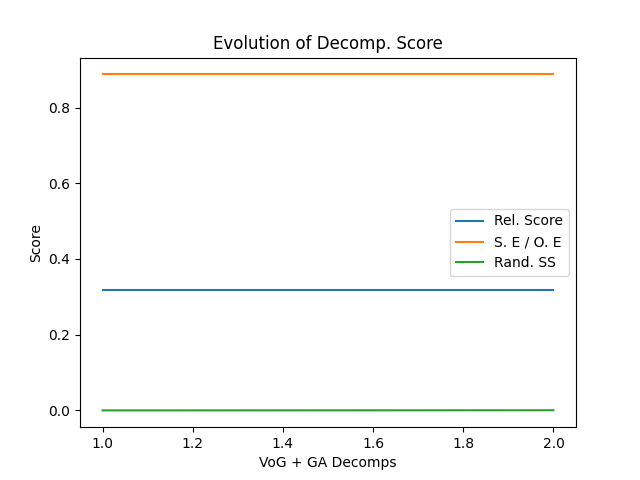 Evolution of Decomp. Score
Score
0.8
0.6
0.4
0.2
0.0
Rel. Score
S. E / O. E
Rand. SS
1.0 1.2 1.4 1.6 1.8 2.0
VoG + GA Decomps